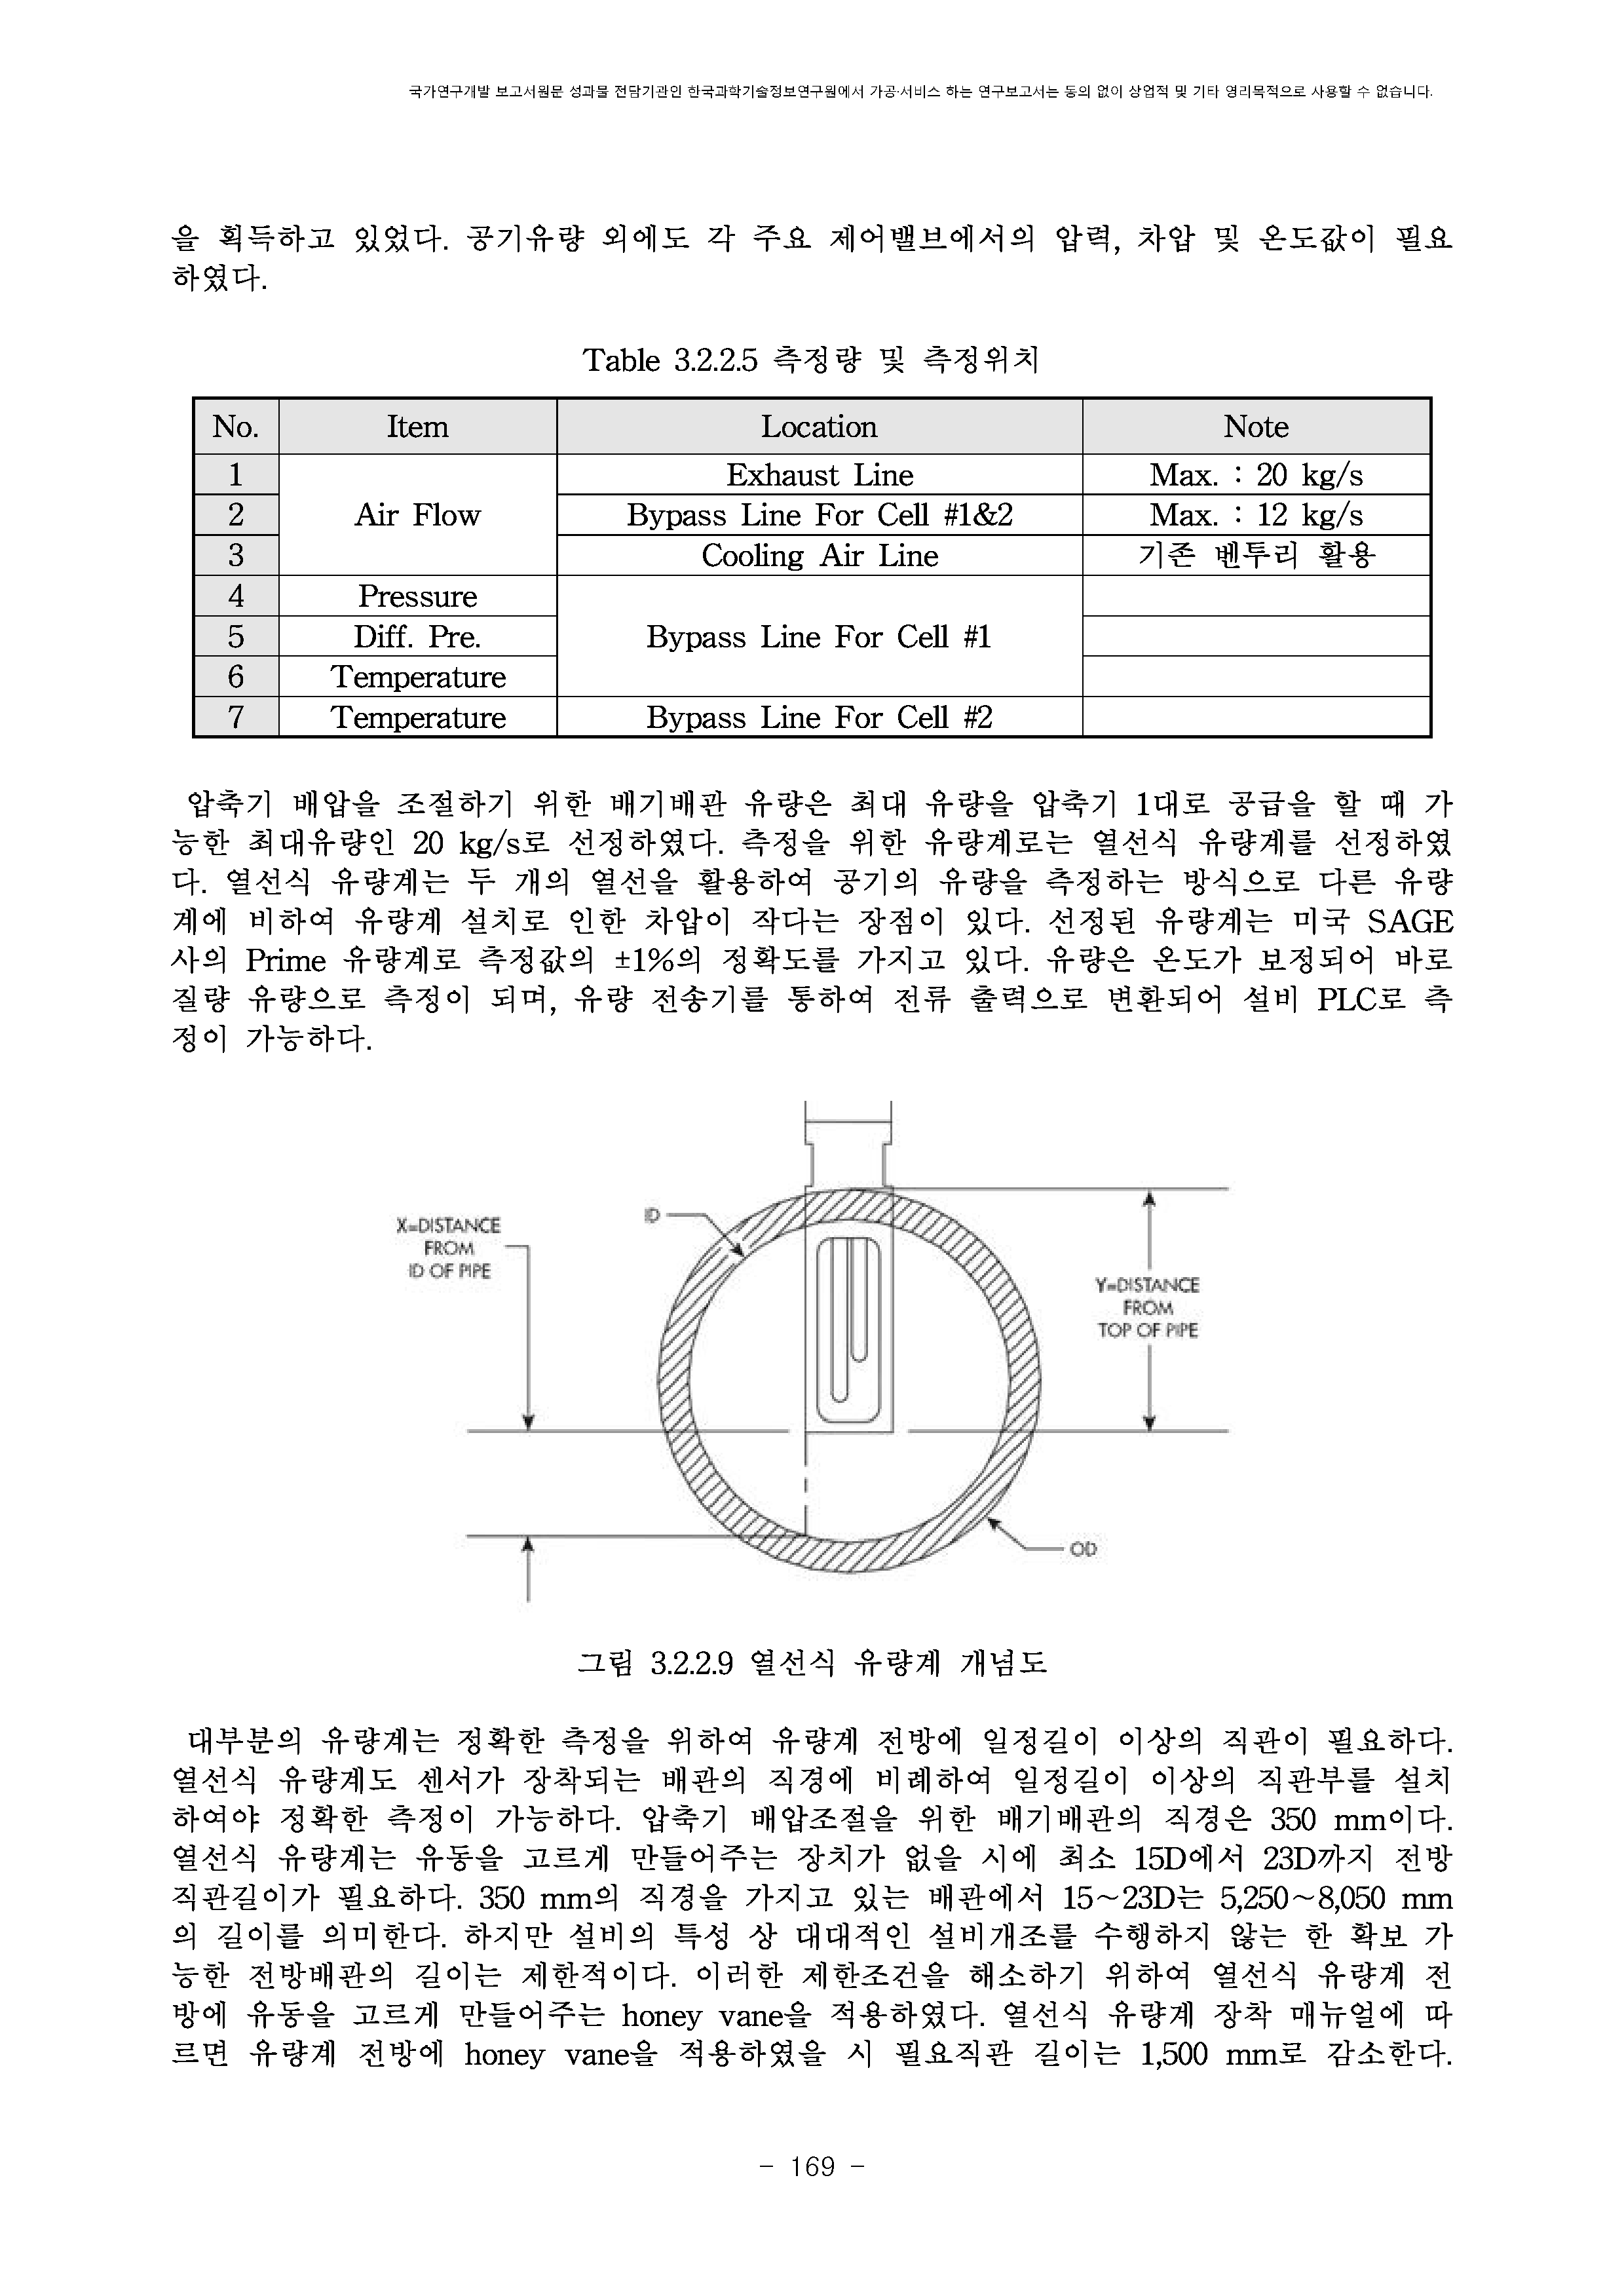 국가연구개발 보고서원문 성과물 전담기관인 한국과학기술정보연구원에서 가공·서비스 하는 연구보고서는 동의 없이 상업적 및 기타 영리목적으로 사용할 수 없습니다.
을 획득하고 있었다. 공기유량 외에도 각 주요 제어밸브에서의 압력, 차압 및 온도값이 필요
하였다.
Table 3.2.2.5 측정량 및 측정위치
No. Item Location Note
1 Exhaust Line Max. : 20 kg/s
2 Air Flow Bypass Line For Cell #1&2 Max. : 12 kg/s
3 Cooling Air Line 기존 벤투리 활용
4 Pressure
5 Diff. Pre. Bypass Line For Cell #1
6 Temperature
7 Temperature Bypass Line For Cell #2
압축기 배압을 조절하기 위한 배기배관 유량은 최대 유량을 압축기 1대로 공급을 할 때 가
능한 최대유량인 20 kg/s로 선정하였다. 측정을 위한 유량계로는 열선식 유량계를 선정하였
다. 열선식 유량계는 두 개의 열선을 활용하여 공기의 유량을 측정하는 방식으로 다른 유량
계에 비하여 유량계 설치로 인한 차압이 작다는 장점이 있다. 선정된 유량계는 미국 SAGE
사의 Prime 유량계로 측정값의 ±1%의 정확도를 가지고 있다. 유량은 온도가 보정되어 바로
질량 유량으로 측정이 되며, 유량 전송기를 통하여 전류 출력으로 변환되어 설비 PLC로 측
정이 가능하다.
ID
X=DISTANCE
FROM
ID OF PIPE
Y=DISTANCE
FROM
TOP OF PIPE
OD
그림 3.2.2.9 열선식 유량계 개념도
대부분의 유량계는 정확한 측정을 위하여 유량계 전방에 일정길이 이상의 직관이 필요하다.
열선식 유량계도 센서가 장착되는 배관의 직경에 비례하여 일정길이 이상의 직관부를 설치
하여야 정확한 측정이 가능하다. 압축기 배압조절을 위한 배기배관의 직경은 350 mm이다.
열선식 유량계는 유동을 고르게 만들어주는 장치가 없을 시에 최소 15D에서 23D까지 전방
직관길이가 필요하다. 350 mm의 직경을 가지고 있는 배관에서 15~23D는 5,250~8,050 mm
의 길이를 의미한다. 하지만 설비의 특성 상 대대적인 설비개조를 수행하지 않는 한 확보 가
능한 전방배관의 길이는 제한적이다. 이러한 제한조건을 해소하기 위하여 열선식 유량계 전
방에 유동을 고르게 만들어주는 honey vane을 적용하였다. 열선식 유량계 장착 매뉴얼에 따
르면 유량계 전방에 honey vane을 적용하였을 시 필요직관 길이는 1,500 mm로 감소한다.
- 169 -